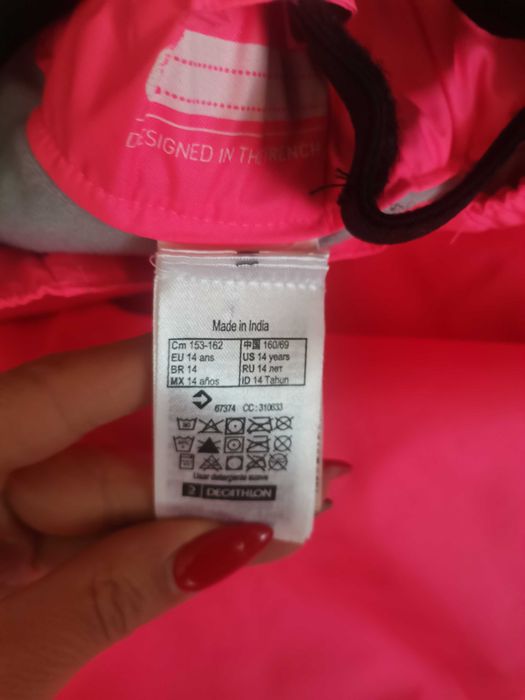 DESIGNED IN THE FRENCH
Made in India
Cm 153-162 中国 160/69
EU 14 ans US 14 years
BR 14 RU 14 лет
MX 14 años ID 14 Tahun
67374 CC: 310633
Usar detergente suave
2 DECATHLON